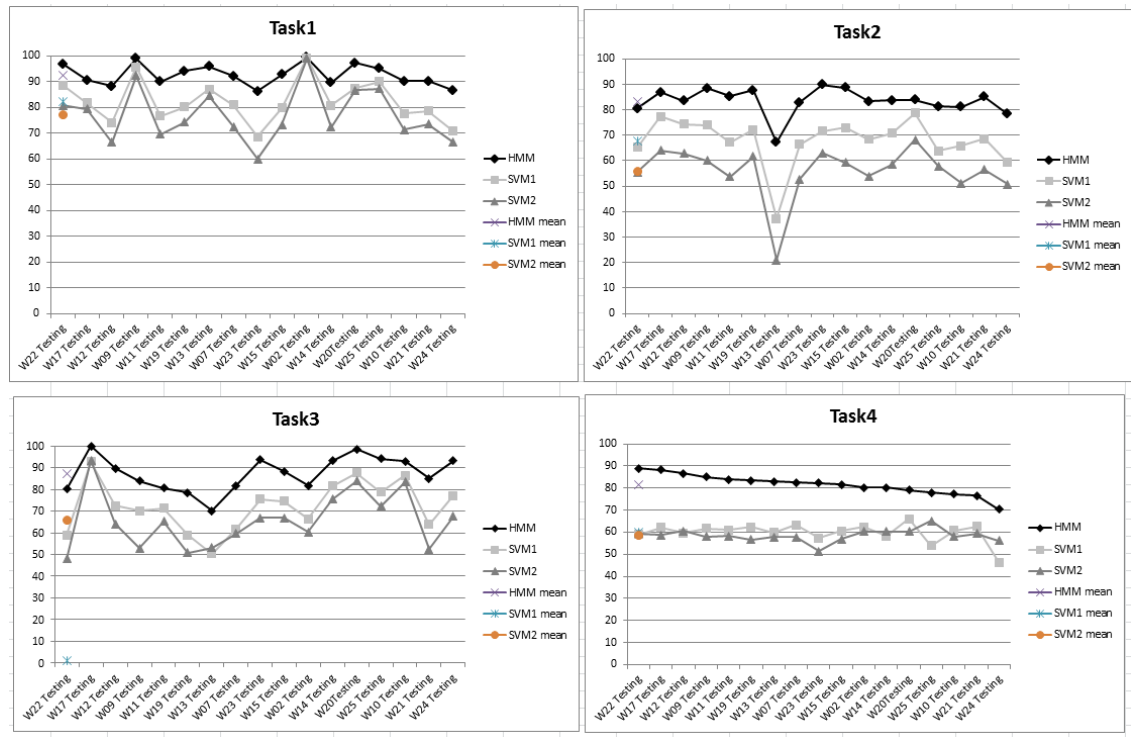 Task1
100
90
80
70
60
50
40
30
20
10
0
W22 Testing
W17 Testing
W12 Testing
W09 Testing
W11 Testing
W19 Testing
W13 Testing
W07 Testing
W23 Testing
W15 Testing
W02 Testing
W14 Testing
W20 Testing
W25 Testing
W10 Testing
W21 Testing
W24 Testing
HMM
SVM1
SVM2
HMM mean
SVM1 mean
SVM2 mean
Task2
100
90
80
70
60
50
40
30
20
10
0
W22 Testing
W17 Testing
W12 Testing
W09 Testing
W11 Testing
W19 Testing
W13 Testing
W07 Testing
W23 Testing
W15 Testing
W02 Testing
W14 Testing
W20Testing
W25 Testing
W10 Testing
W21 Testing
W24 Testing
HMM
SVM1
SVM2
HMM mean
SVM1 mean
SVM2 mean
Task3
100
90
80
70
60
50
40
30
20
10
0
W22 Testing
W17 Testing
W12 Testing
W09 Testing
W11 Testing
W19 Testing
W13 Testing
W07 Testing
W23 Testing
W15 Testing
W02 Testing
W14 Testing
W20Testing
W25 Testing
W10 Testing
W21 Testing
W24 Testing
HMM
SVM1
SVM2
HMM mean
SVM1 mean
SVM2 mean
Task4
100
90
80
70
60
50
40
30
20
10
0
W22 Testing
W17 Testing
W12 Testing
W09 Testing
W11 Testing
W19 Testing
W13 Testing
W07 Testing
W23 Testing
W15 Testing
W02 Testing
W14 Testing
W20Testing
W25 Testing
W10 Testing
W21 Testing
W24 Testing
HMM
SVM1
SVM2
HMM mean
SVM1 mean
SVM2 mean